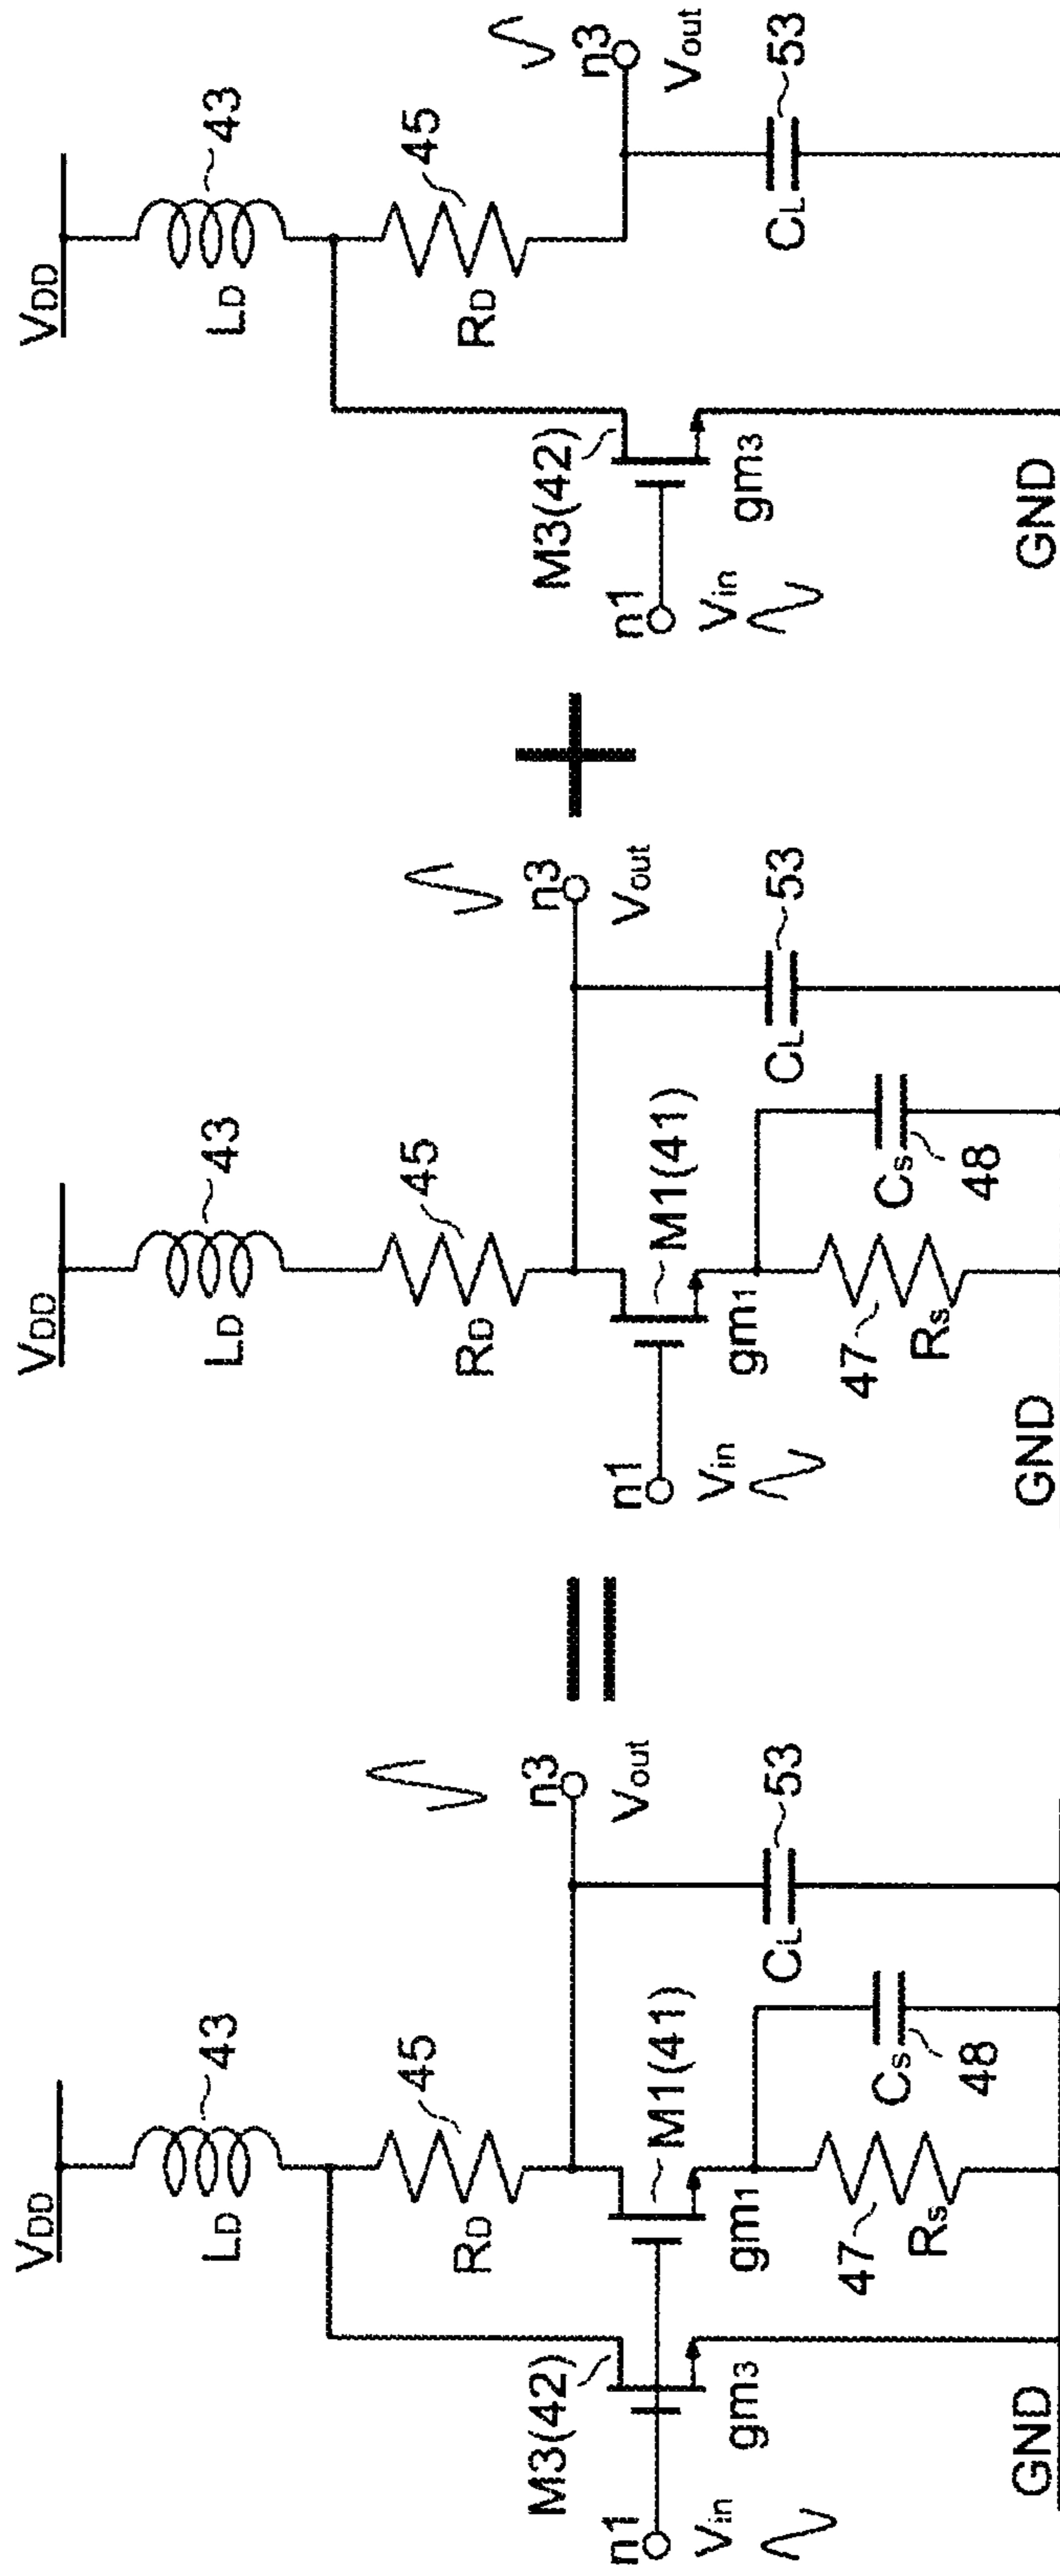 VDD
LD
43
RD
45
M3(42)
gm3
n1
Vin
M1(41)
gm1
47
Rs
Cs
48
CL
53
n3
Vout
GND
=
VDD
LD
43
RD
45
n1
Vin
M1(41)
gm1
47
Rs
Cs
48
CL
53
n3
Vout
GND
+
VDD
LD
43
RD
45
M3(42)
gm3
n1
Vin
n3
Vout
CL
53
GND